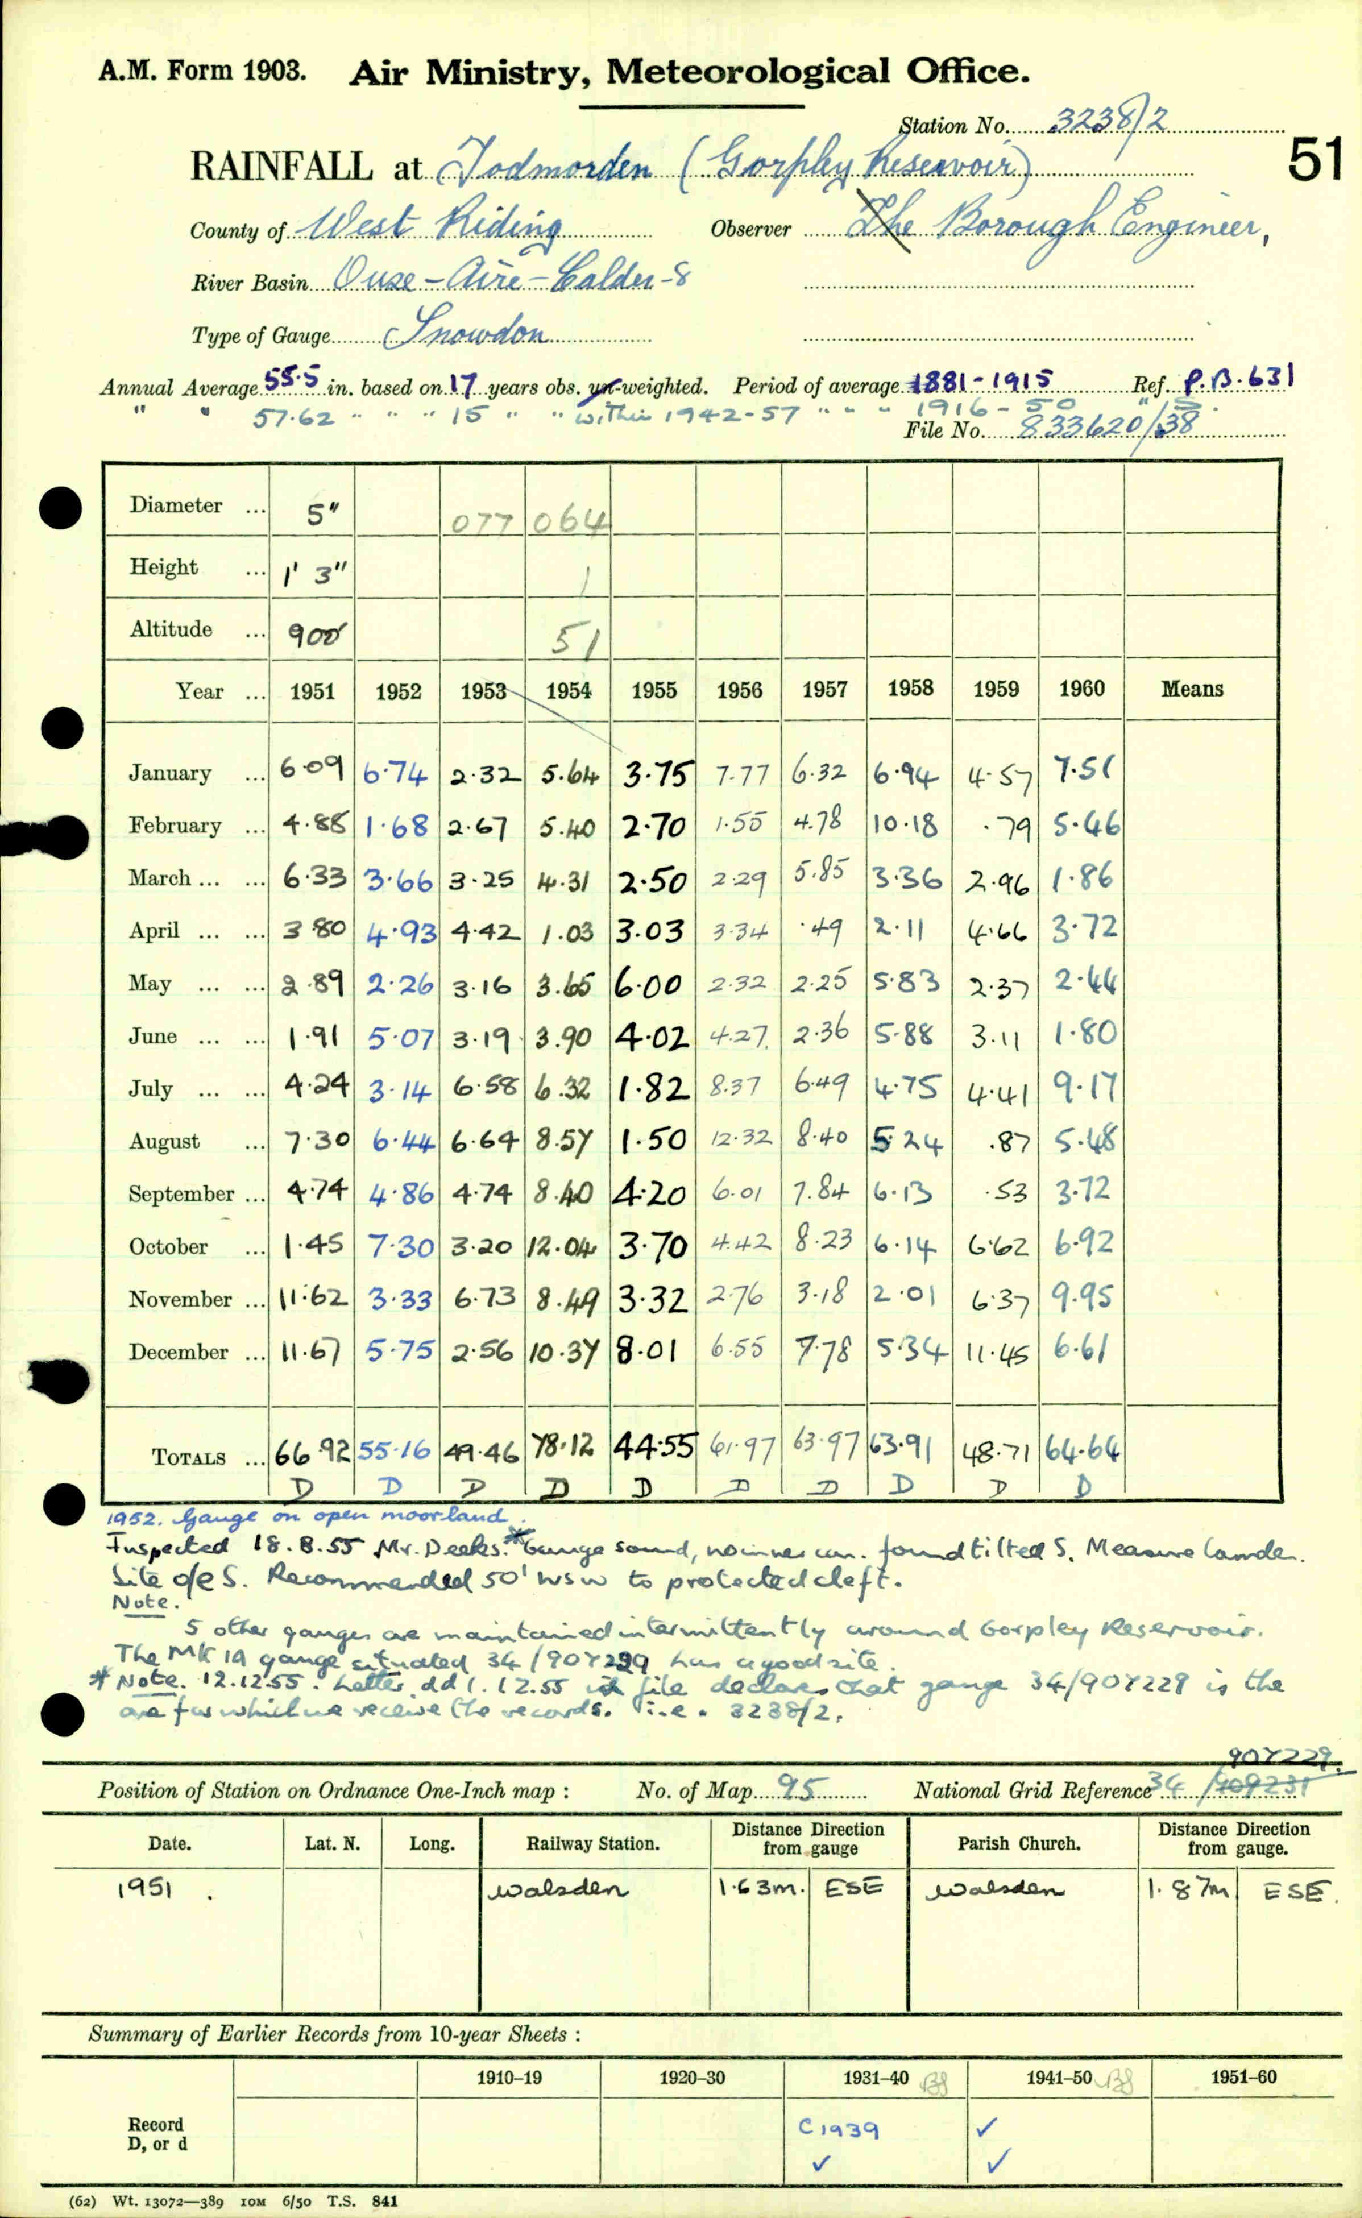 A.M. Form 1903. Air Ministry, Meteorological Office.
Station No. 3238/2
51
RAINFALL at Todmorden (Gorpley Reservoir)
County of West Riding Observer The Borough Engineer,
River Basin Ouse - Aire - Calder - 8
Type of Gauge Snowdon
Annual Average 55.5 in. based on 17 years obs. un-weighted. Period of average 1881-1915 Ref. P.B. 631
" " 57.62 " " " 15 " " within 1942-57 " " " 1916-50 "
File No. 833620/38
Diameter ... 5" 077 064
Height ... 1' 3" 1
Altitude ... 900' 51
Year ... 1951 1952 1953 1954 1955 1956 1957 1958 1959 1960 Means
January ... 6.09 6.74 2.32 5.64 3.75 7.77 6.32 6.94 4.57 7.51
February ... 4.88 1.68 2.67 5.40 2.70 1.55 4.78 10.18 .79 5.46
March ... ... 6.33 3.66 3.25 4.31 2.50 2.29 5.85 3.36 2.96 1.86
April ... ... 3.80 4.93 4.42 1.03 3.03 3.34 .49 2.11 4.66 3.72
May ... ... 2.89 2.26 3.16 3.65 6.00 2.32 2.25 5.83 2.37 2.44
June ... ... 1.91 5.07 3.19 3.90 4.02 4.27 2.36 5.88 3.11 1.80
July ... ... 4.24 3.14 6.58 6.32 1.82 8.37 6.49 4.75 4.41 9.17
August ... 7.30 6.44 6.64 8.57 1.50 12.32 8.40 5.24 .87 5.48
September ... 4.74 4.86 4.74 8.40 4.20 6.01 7.84 6.13 .53 3.72
October ... 1.45 7.30 3.20 12.04 3.70 4.42 8.23 6.14 6.62 6.92
November ... 11.62 3.33 6.73 8.49 3.32 2.76 3.18 2.01 6.37 9.95
December ... 11.67 5.75 2.56 10.37 8.01 6.55 7.78 5.34 11.45 6.61
TOTALS ... 66.92 55.16 49.46 78.12 44.55 61.97 63.97 63.91 48.71 64.64
D D D D D D D D D D
1952. Gauge on open moorland.
Inspected 18.8.55 Mr. Deeks.* Gauge sound, no inner can. found tilted S. Measure Camden.
Site o/e S. Recommended 50' WSW to protected cleft.
Note.
5 other gauges are maintained intermittently around Gorpley Reservoir.
The MK 1A gauge situated 34/907229 has a good site.
* Note. 12.12.55. Letter dd 1.12.55 in file declares that gauge 34/907229 is the
one for which we receive the records. i.e. 3238/2.
907229.
Position of Station on Ordnance One-Inch map : No. of Map 95 National Grid Reference 34/909231
Date. Lat. N. Long. Railway Station. Distance Direction from gauge Parish Church. Distance Direction from gauge.
1951 . Walsden 1.63m. ESE Walsden 1.87m ESE.
Summary of Earlier Records from 10-year Sheets :
1910–19 1920–30 1931–40 1941–50 1951–60
Record C1939 ✓
D, or d ✓ ✓
(62) Wt. 13072—389 10M 6/50 T.S. 841